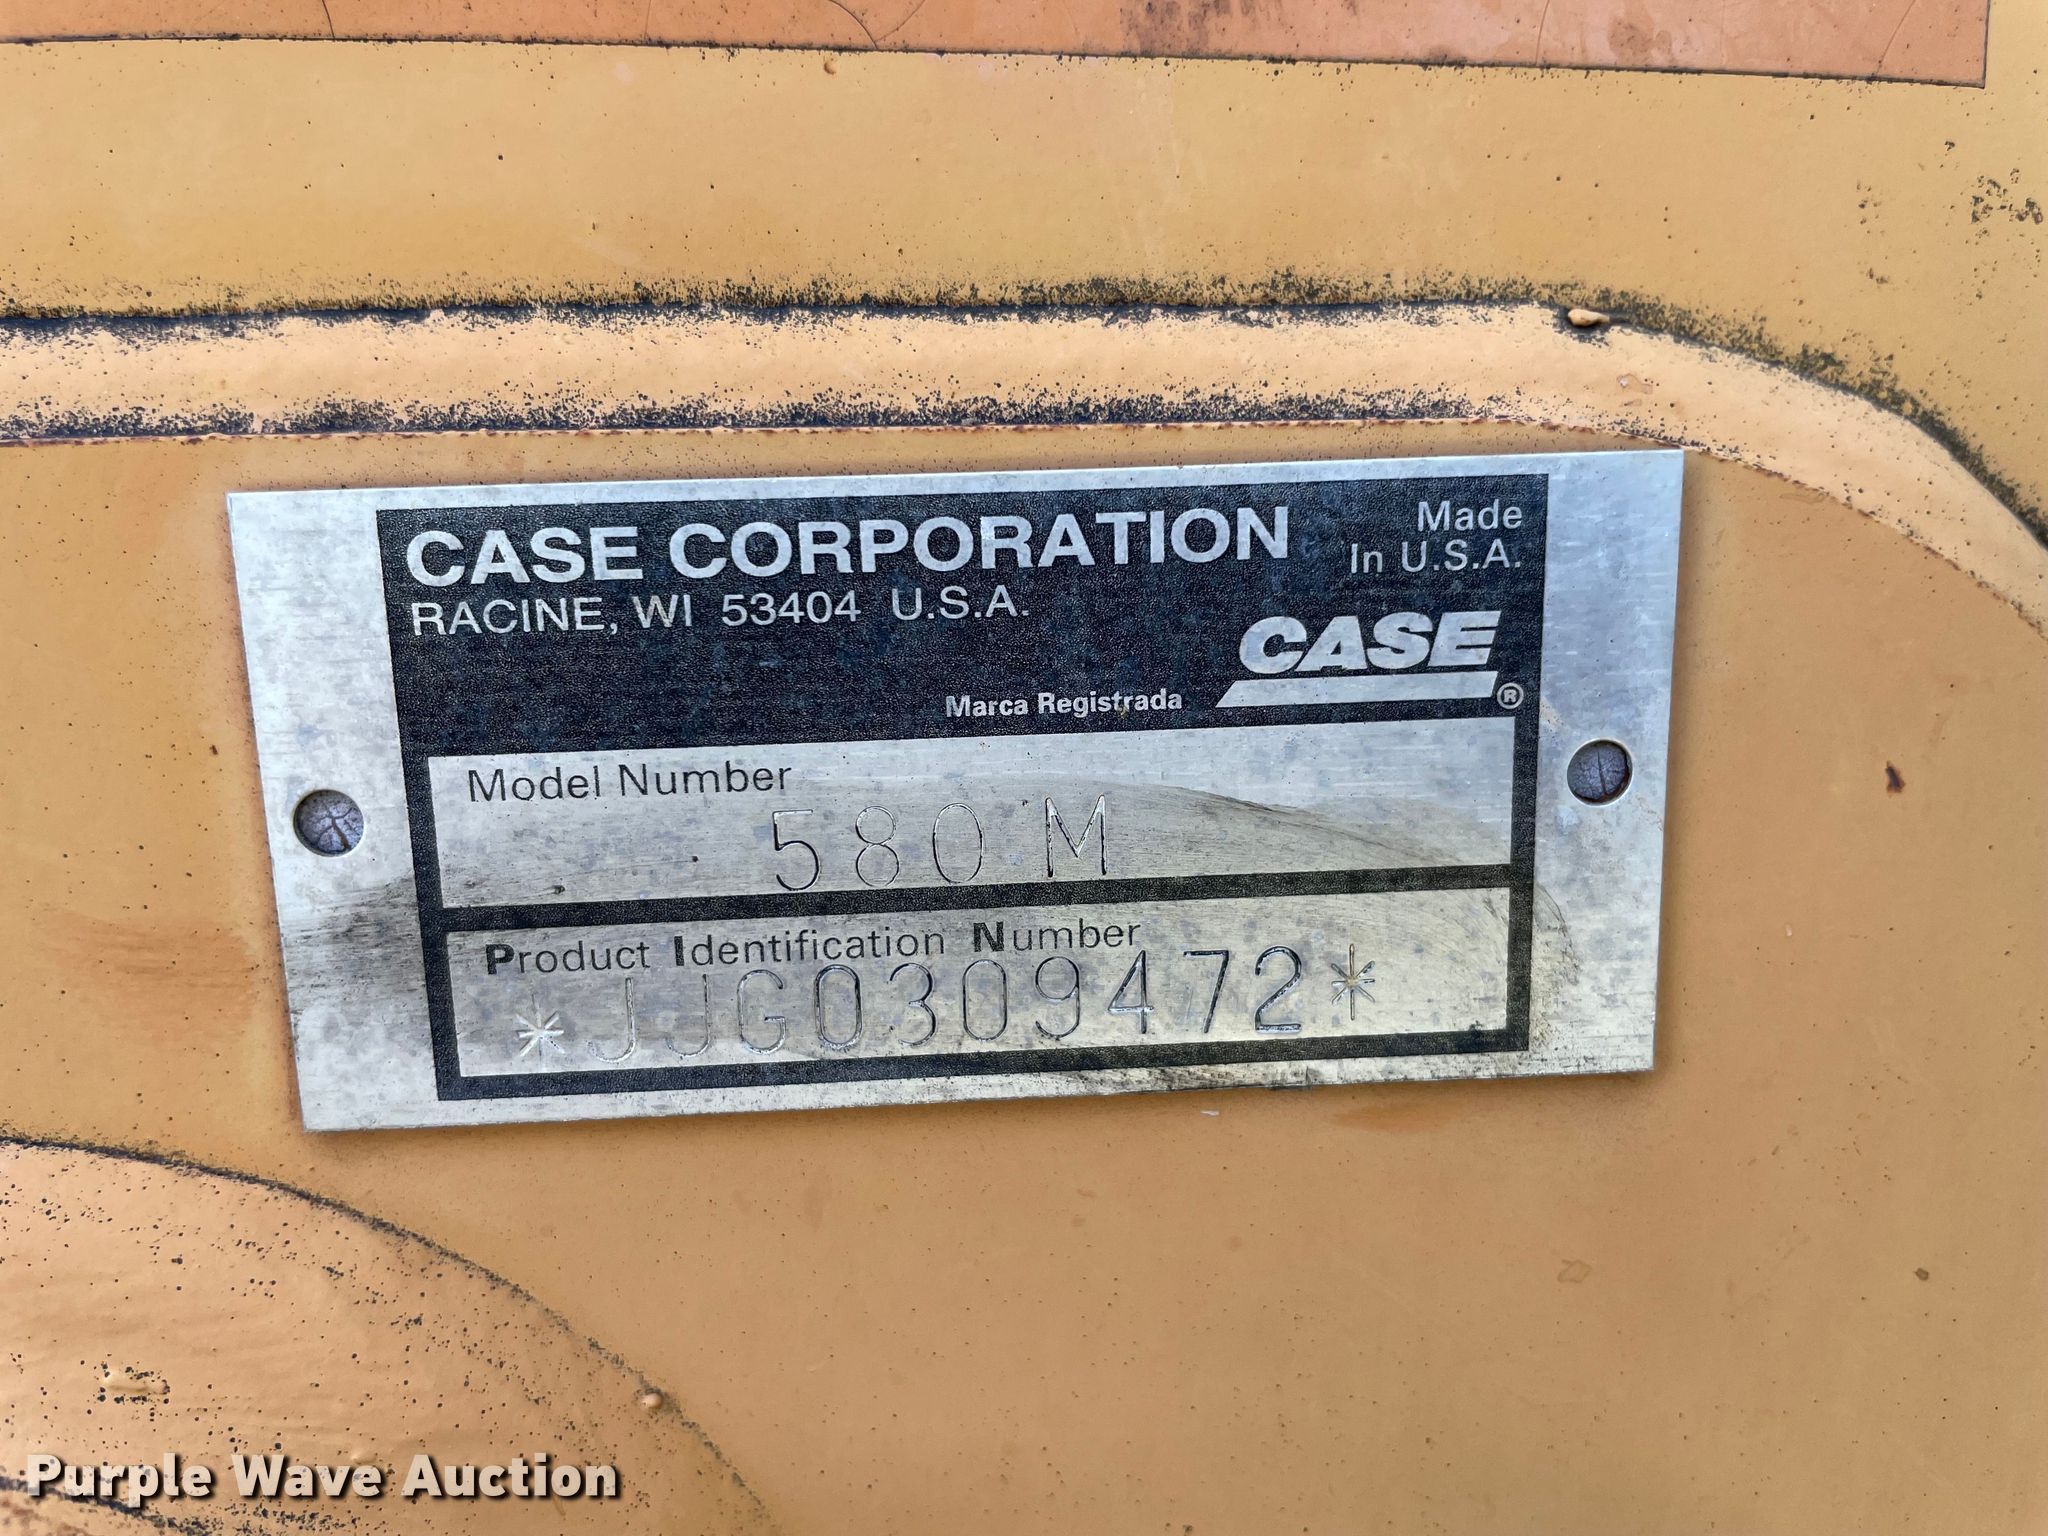 CASE CORPORATION
RACINE, WI 53404 U.S.A.
Made
In U.S.A.
CASE
Marca Registrada ®
Model Number
580 M
Product Identification Number
*JJG0309472*
Purple Wave Auction